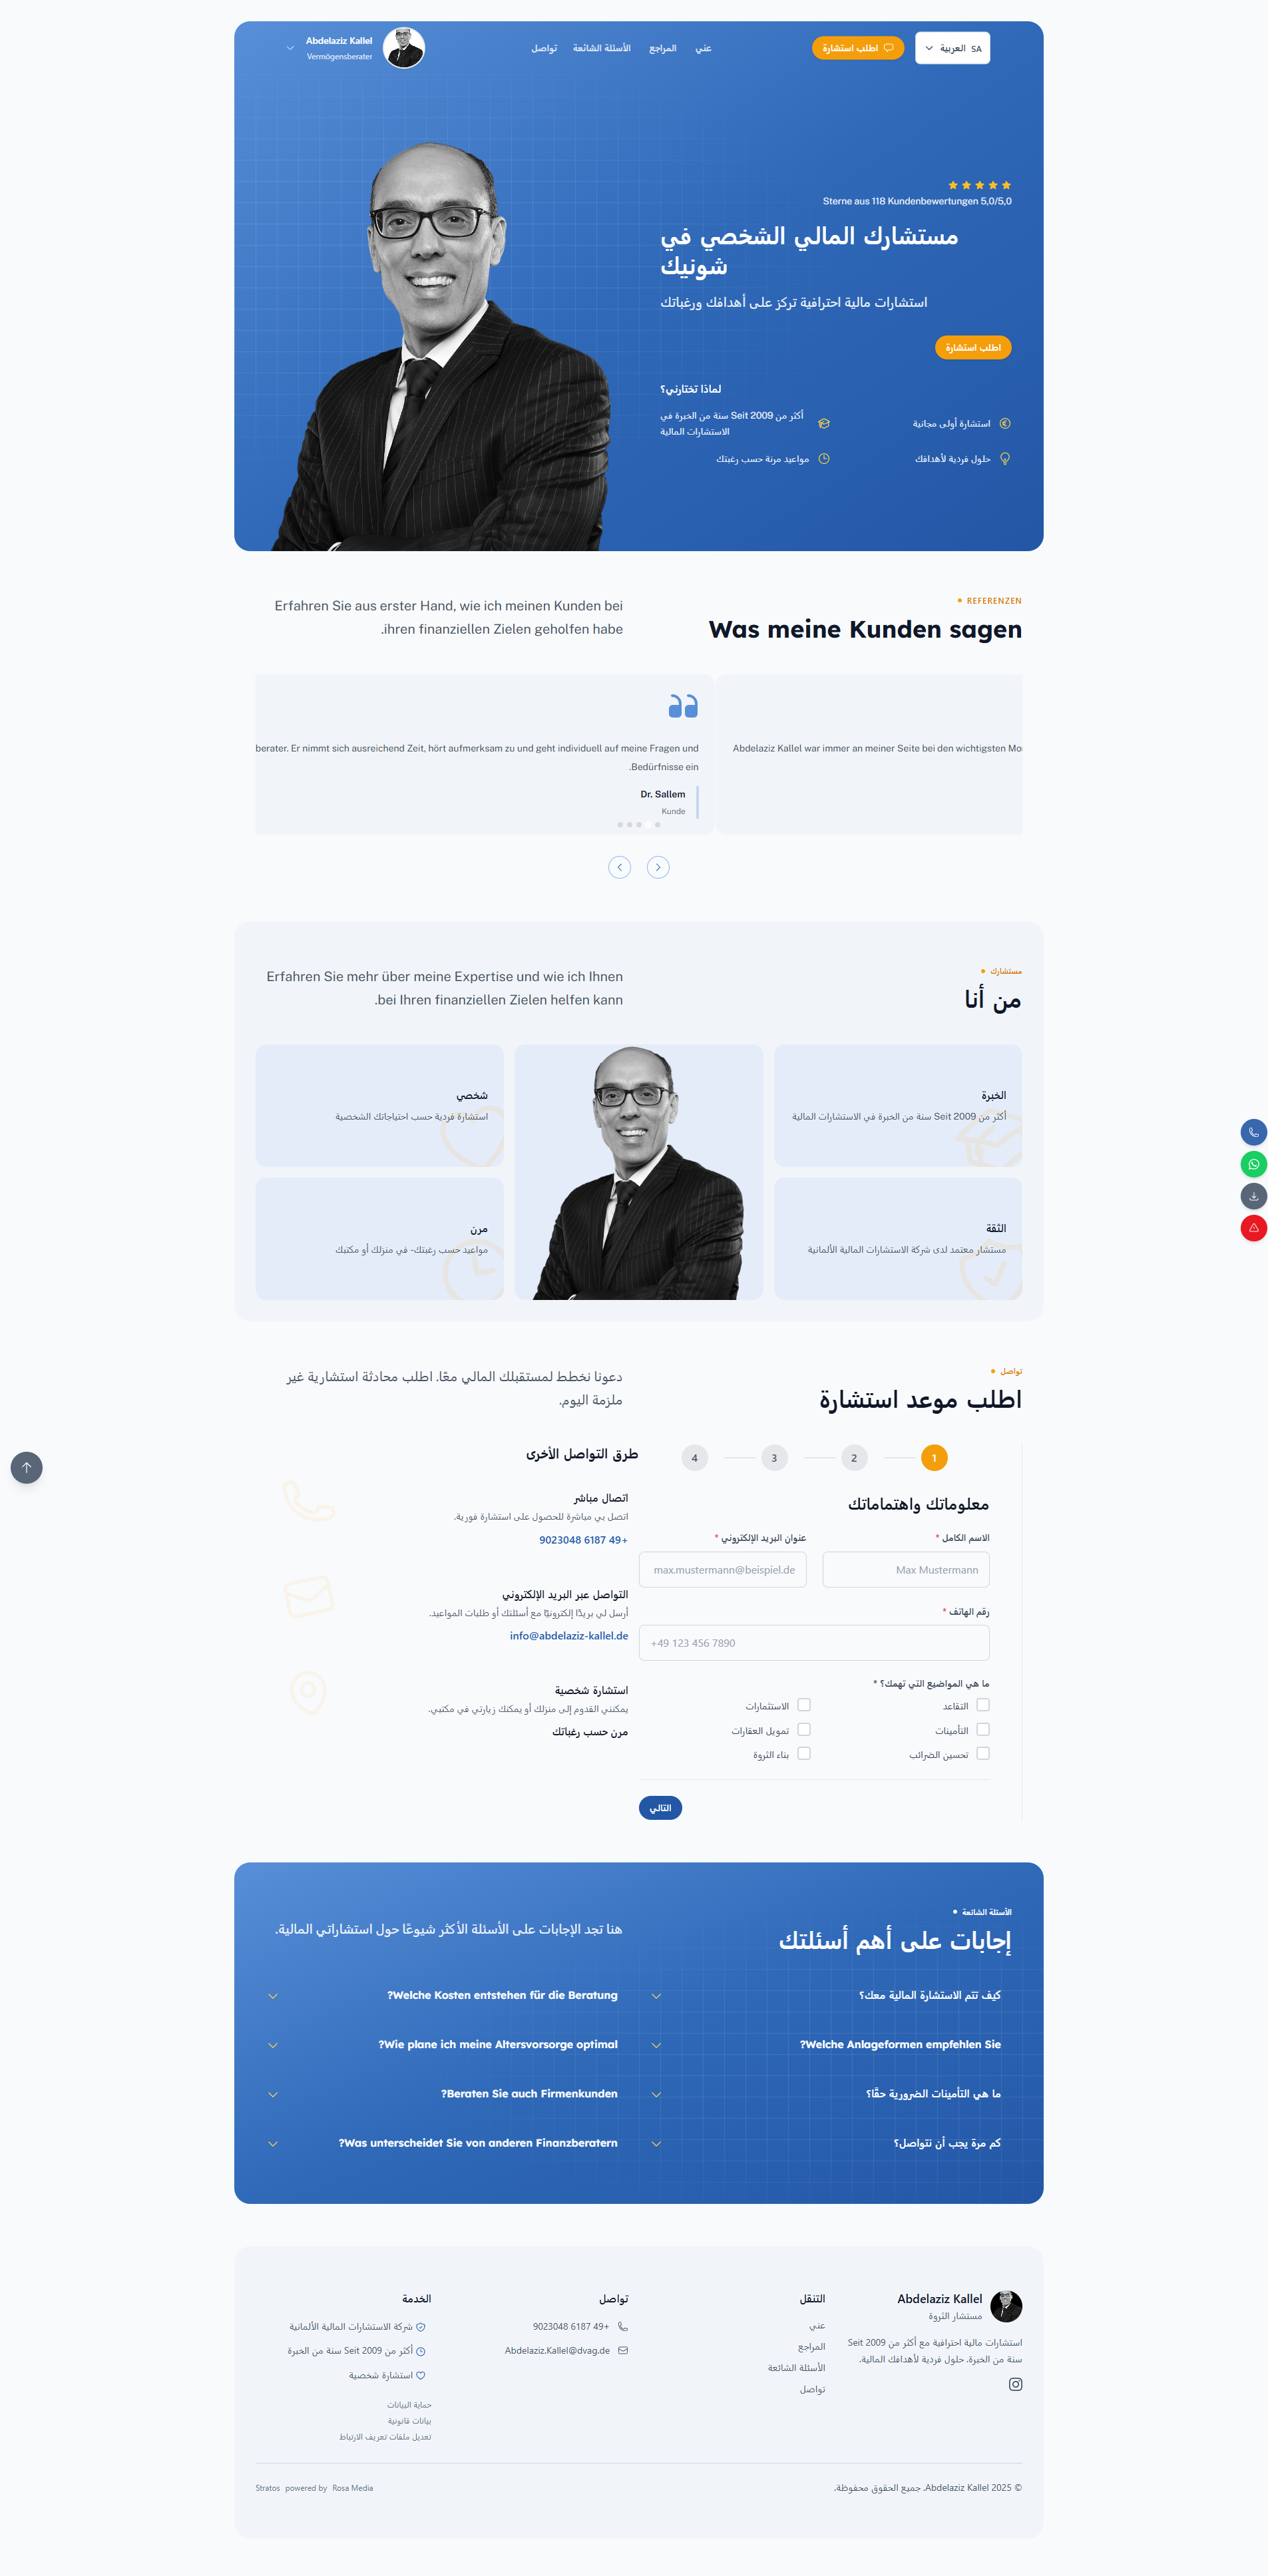 SA العربية
اطلب استشارة
عني
المراجع
الأسئلة الشائعة
تواصل
Abdelaziz Kallel
Vermögensberater
Sterne aus 118 Kundenbewertungen 5,0/5,0
مستشارك المالي الشخصي في
شونيك
استشارات مالية احترافية تركز على أهدافك ورغباتك
اطلب استشارة
لماذا تختارني؟
استشارة أولى مجانية
أكثر من Seit 2009 سنة من الخبرة في
الاستشارات المالية
حلول فردية لأهدافك
مواعيد مرنة حسب رغبتك
REFERENZEN
Was meine Kunden sagen
Erfahren Sie aus erster Hand, wie ich meinen Kunden bei
.ihren finanziellen Zielen geholfen habe
Abdelaziz Kallel war immer an meiner Seite bei den wichtigsten
berater. Er nimmt sich ausreichend Zeit, hört aufmerksam zu und geht individuell auf meine Fragen und
.Bedürfnisse ein
Dr. Sallem
Kunde
مستشارك
من أنا
Erfahren Sie mehr über meine Expertise und wie ich Ihnen
.bei Ihren finanziellen Zielen helfen kann
الخبرة
أكثر من Seit 2009 سنة من الخبرة في الاستشارات المالية
شخصي
استشارة فردية حسب احتياجاتك الشخصية
الثقة
مستشار معتمد لدى شركة الاستشارات المالية الألمانية
مرن
مواعيد حسب رغبتك- في منزلك أو مكتبك
تواصل
اطلب موعد استشارة
دعونا نخطط لمستقبلك المالي معًا. اطلب محادثة استشارية غير
ملزمة اليوم.
1
2
3
4
معلوماتك واهتماماتك
الاسم الكامل *
Max Mustermann
عنوان البريد الإلكتروني *
max.mustermann@beispiel.de
رقم الهاتف *
+49 123 456 7890
ما هي المواضيع التي تهمك؟ *
التقاعد
الاستثمارات
التأمينات
تمويل العقارات
تحسين الضرائب
بناء الثروة
التالي
طرق التواصل الأخرى
اتصال مباشر
اتصل بي مباشرة للحصول على استشارة فورية.
9023048 6187 49+
التواصل عبر البريد الإلكتروني
أرسل لي بريدًا إلكترونيًا مع أسئلتك أو طلبات المواعيد.
info@abdelaziz-kallel.de
استشارة شخصية
يمكنني القدوم إلى منزلك أو يمكنك زيارتي في مكتبي.
مرن حسب رغباتك
الأسئلة الشائعة
إجابات على أهم أسئلتك
هنا تجد الإجابات على الأسئلة الأكثر شيوعًا حول استشاراتي المالية.
كيف تتم الاستشارة المالية معك؟
?Welche Kosten entstehen für die Beratung
?Welche Anlageformen empfehlen Sie
?Wie plane ich meine Altersvorsorge optimal
ما هي التأمينات الضرورية حقًا؟
?Beraten Sie auch Firmenkunden
كم مرة يجب أن نتواصل؟
?Was unterscheidet Sie von anderen Finanzberatern
Abdelaziz Kallel
مستشار الثروة
استشارات مالية احترافية مع أكثر من Seit 2009
سنة من الخبرة. حلول فردية لأهدافك المالية.
التنقل
عني
المراجع
الأسئلة الشائعة
تواصل
تواصل
9023048 6187 49+
Abdelaziz.Kallel@dvag.de
الخدمة
شركة الاستشارات المالية الألمانية
أكثر من Seit 2009 سنة من الخبرة
استشارة شخصية
حماية البيانات
بيانات قانونية
تعديل ملفات تعريف الارتباط
© 2025 Abdelaziz Kallel. جميع الحقوق محفوظة.
Stratos powered by Rosa Media